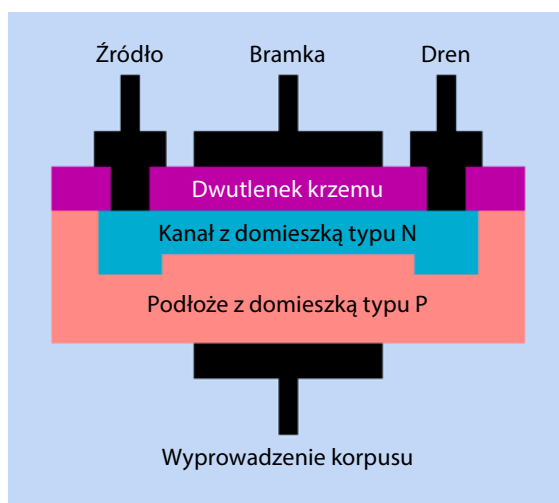 Źródło Bramka Dren
Dwutlenek krzemu
Kanał z domieszką typu N
Podłoże z domieszką typu P
Wyprowadzenie korpusu